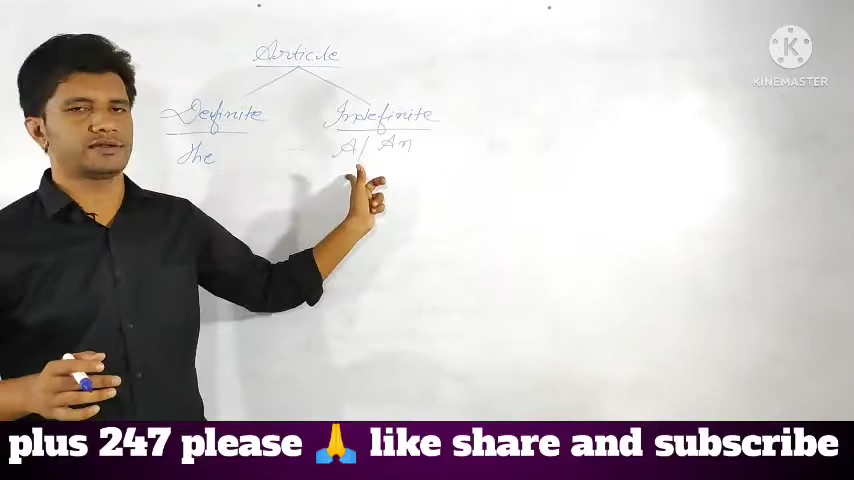 Article
Definite Indefinite
The A/ An
KINEMASTER
plus 247 please 🙏 like share and subscribe